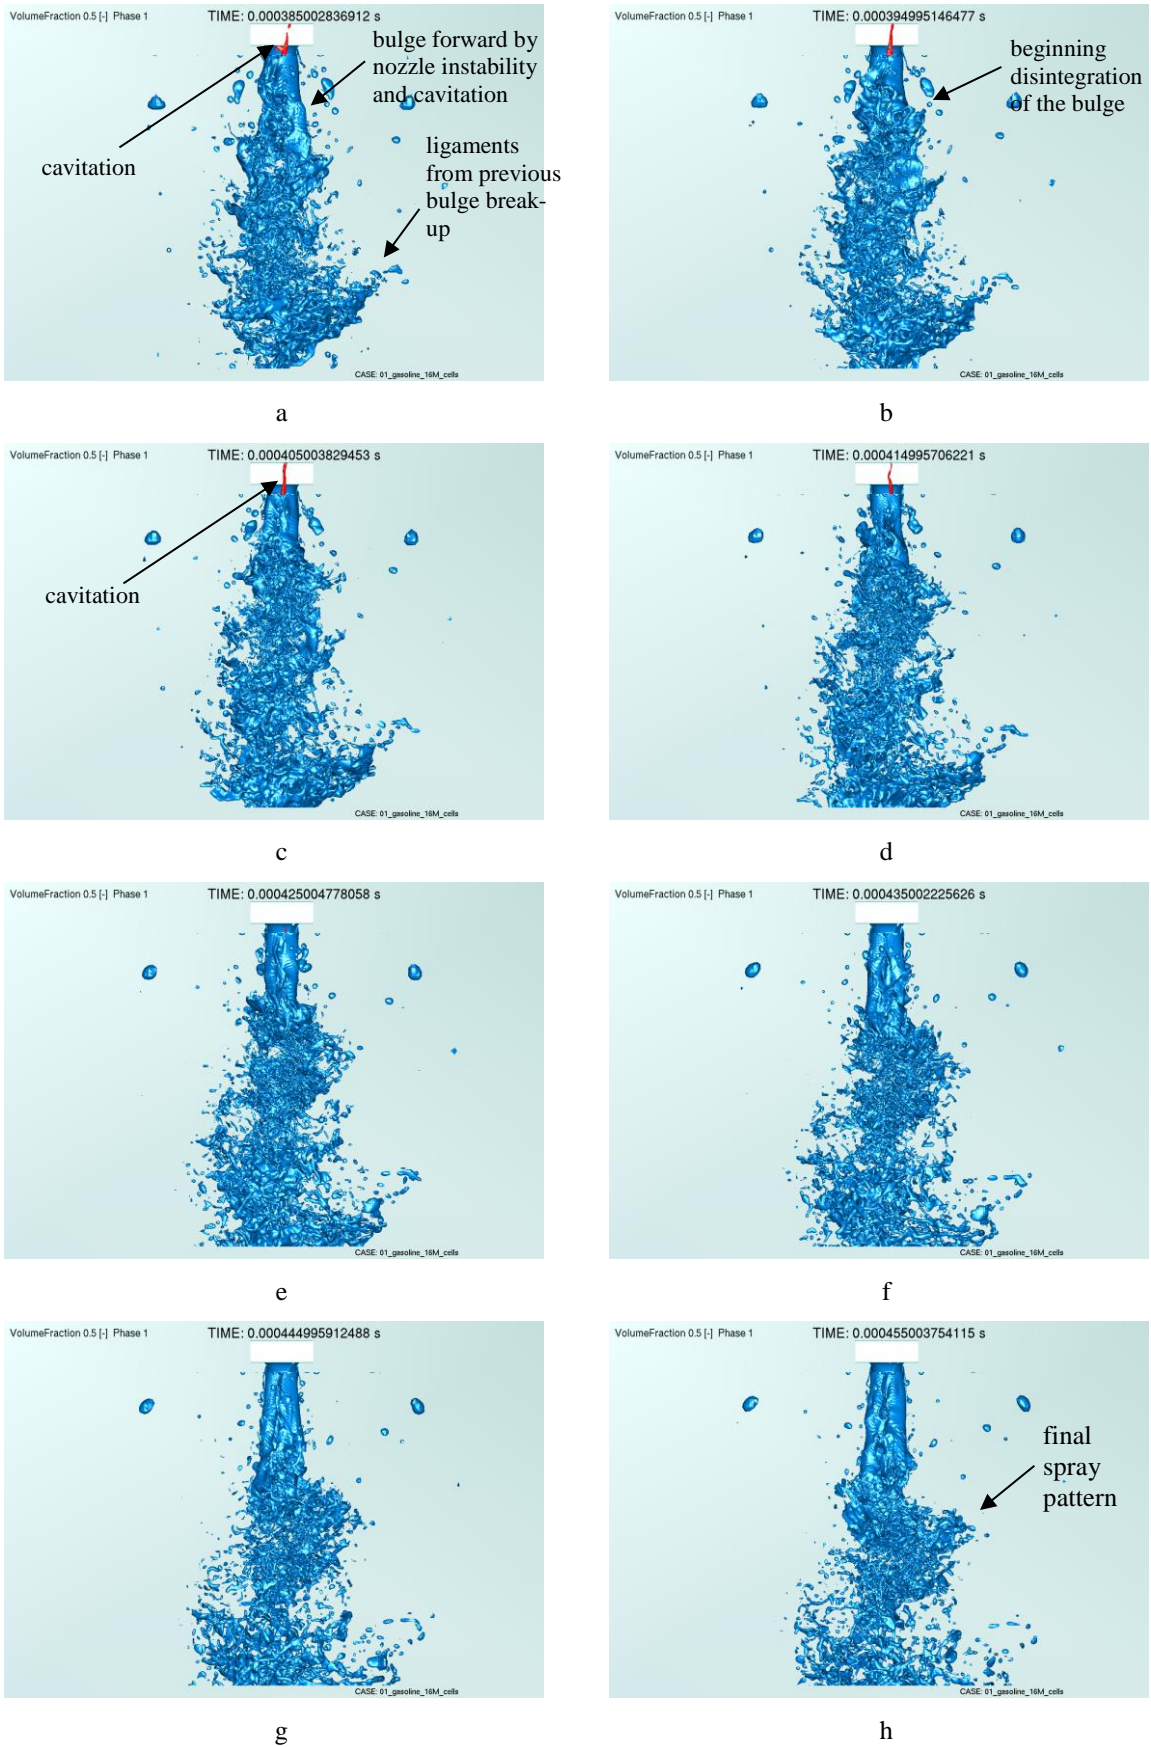 VolumeFraction 0.5 [-] Phase 1
TIME: 0.000385002836912 s
bulge forward by
nozzle instability
and cavitation
cavitation
ligaments
from previous
bulge break-
up
CASE: 01_gasoline_16M_cells
a
VolumeFraction 0.5 [-] Phase 1
TIME: 0.000394995146477 s
beginning
disintegration
of the bulge
CASE: 01_gasoline_16M_cells
b
VolumeFraction 0.5 [-] Phase 1
TIME: 0.000405003829453 s
cavitation
CASE: 01_gasoline_16M_cells
c
VolumeFraction 0.5 [-] Phase 1
TIME: 0.000414995706221 s
CASE: 01_gasoline_16M_cells
d
VolumeFraction 0.5 [-] Phase 1
TIME: 0.000425004778058 s
CASE: 01_gasoline_16M_cells
e
VolumeFraction 0.5 [-] Phase 1
TIME: 0.000435002225626 s
CASE: 01_gasoline_16M_cells
f
VolumeFraction 0.5 [-] Phase 1
TIME: 0.000444995912488 s
CASE: 01_gasoline_16M_cells
g
VolumeFraction 0.5 [-] Phase 1
TIME: 0.000455003754115 s
final
spray
pattern
CASE: 01_gasoline_16M_cells
h